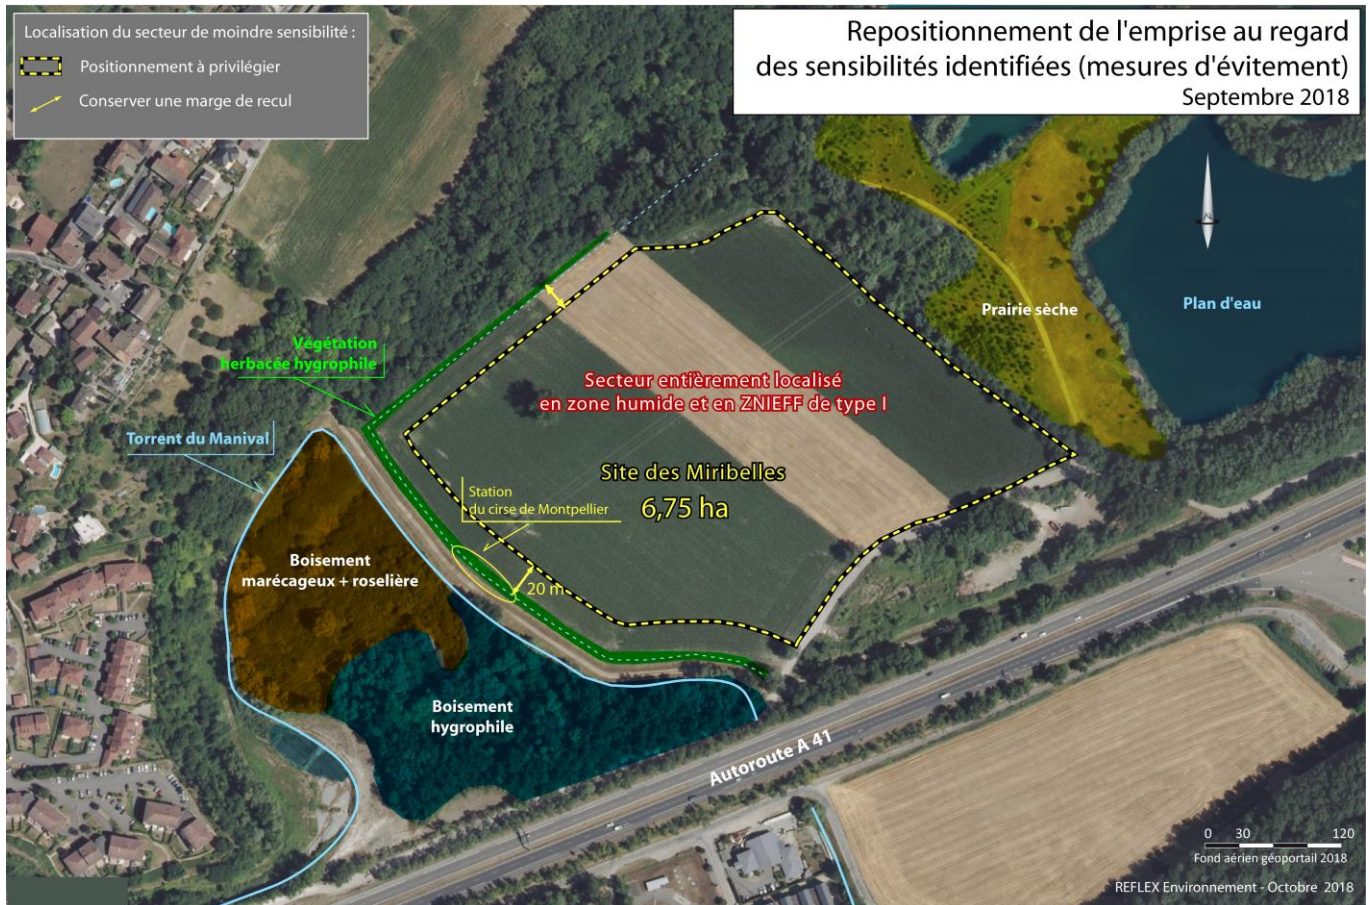 Localisation du secteur de moindre sensibilité :
Positionnement à privilégier
Conserver une marge de recul
Repositionnement de l'emprise au regard
des sensibilités identifiées (mesures d'évitement)
Septembre 2018
N
Prairie sèche
Plan d'eau
Végétation
herbacée hygrophile
Secteur entièrement localisé
en zone humide et en ZNIEFF de type I
Torrent du Manival
Site des Miribelles
6,75 ha
Station
du cirse de Montpellier
20 m
Boisement
marécageux + roselière
Boisement
hygrophile
Autoroute A 41
0 30 120
Fond aérien géoportail 2018
REFLEX Environnement - Octobre 2018